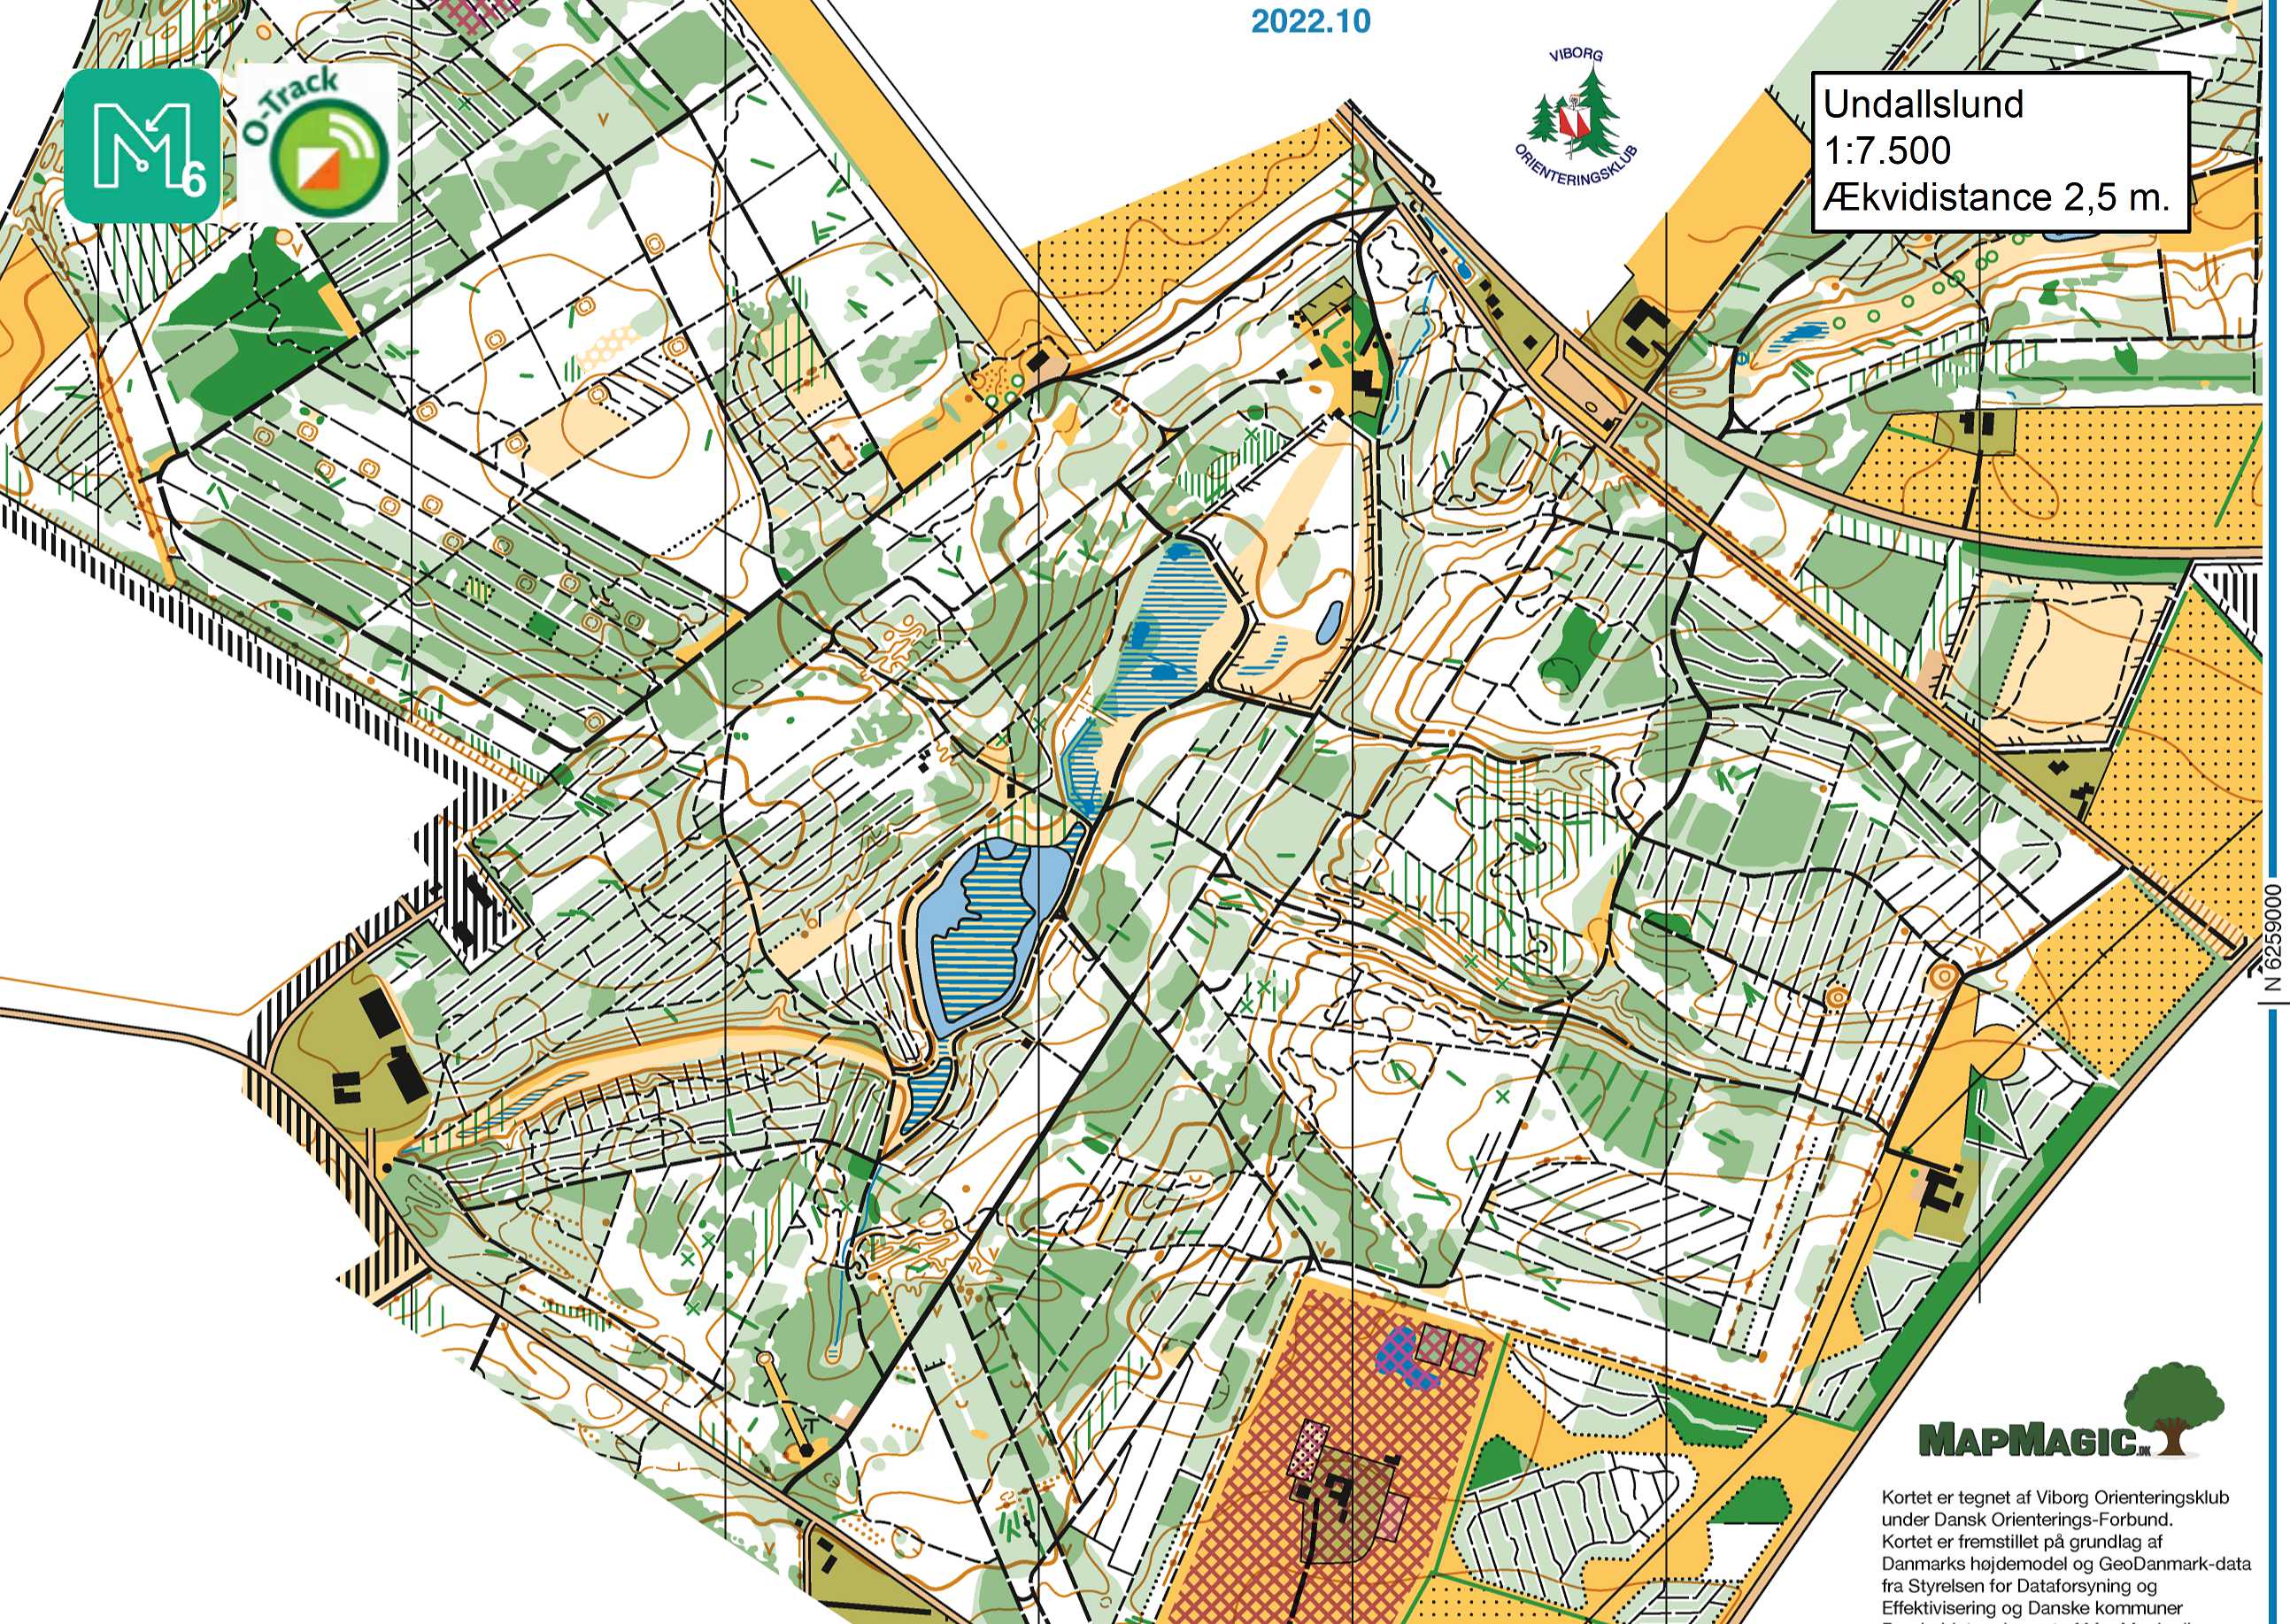 2022.10
VIBORG
ORIENTERINGSKLUB
M6
O-Track
Undallslund
1:7.500
Ækvidistance 2,5 m.
N 6259000
MAPMAGIC.DK
Kortet er tegnet af Viborg Orienteringsklub
under Dansk Orienterings-Forbund.
Kortet er fremstillet på grundlag af
Danmarks højdemodel og GeoDanmark-data
fra Styrelsen for Dataforsyning og
Effektivisering og Danske kommuner